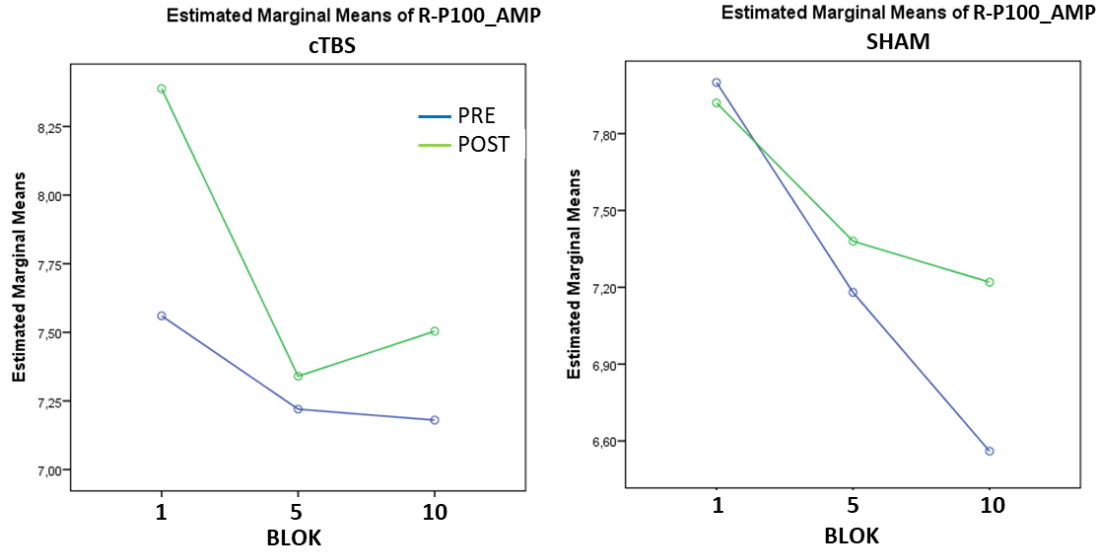 Estimated Marginal Means of R-P100_AMP
cTBS
Estimated Marginal Means
8,25
8,00
7,75
7,50
7,25
7,00
PRE
POST
1 5 10
BLOK
Estimated Marginal Means of R-P100_AMP
SHAM
Estimated Marginal Means
7,80
7,50
7,20
6,90
6,60
1 5 10
BLOK